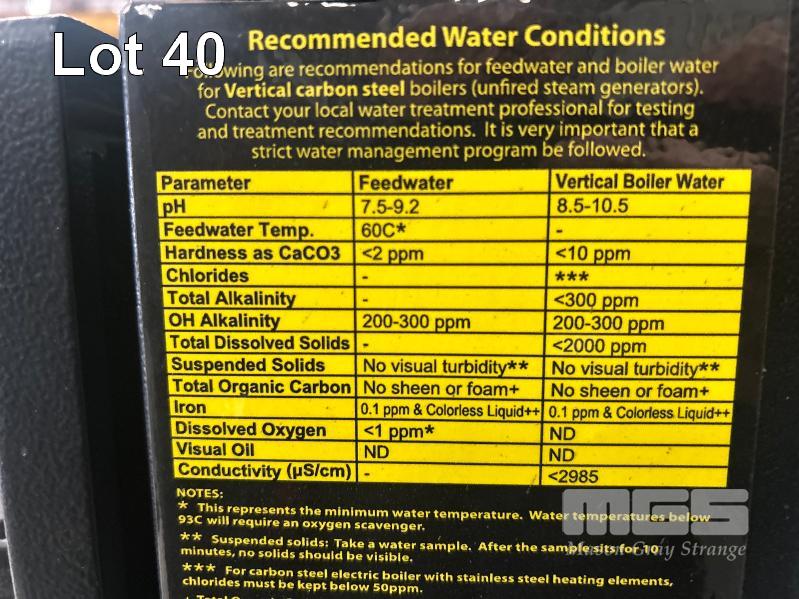 Lot 40
Recommended Water Conditions
Following are recommendations for feedwater and boiler water
for Vertical carbon steel boilers (unfired steam generators).
Contact your local water treatment professional for testing
and treatment recommendations. It is very important that a
strict water management program be followed.
Parameter Feedwater Vertical Boiler Water
pH 7.5-9.2 8.5-10.5
Feedwater Temp. 60C* -
Hardness as CaCO3 <2 ppm <10 ppm
Chlorides - ***
Total Alkalinity - <300 ppm
OH Alkalinity 200-300 ppm 200-300 ppm
Total Dissolved Solids - <2000 ppm
Suspended Solids No visual turbidity** No visual turbidity**
Total Organic Carbon No sheen or foam+ No sheen or foam+
Iron 0.1 ppm & Colorless Liquid++ 0.1 ppm & Colorless Liquid++
Dissolved Oxygen <1 ppm* ND
Visual Oil ND ND
Conductivity (µS/cm) - <2985
NOTES:
* This represents the minimum water temperature. Water temperatures below
93C will require an oxygen scavenger.
** Suspended solids: Take a water sample. After the sample sits for 10
minutes, no solids should be visible.
*** For carbon steel electric boiler with stainless steel heating elements,
chlorides must be kept below 50ppm.
MGS
Mason Gray Strange